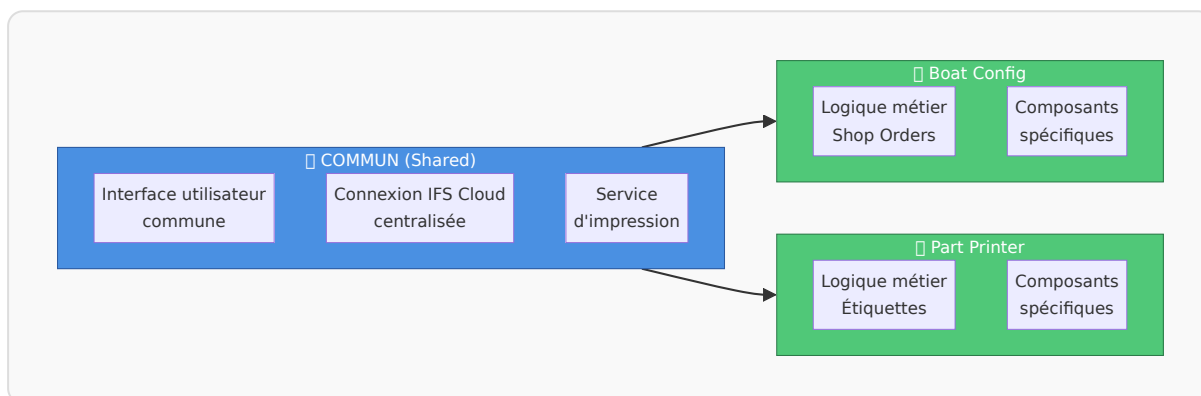 COMMUN (Shared)
Interface utilisateur
commune
Connexion IFS Cloud
centralisée
Service
d'impression
Boat Config
Logique métier
Shop Orders
Composants
spécifiques
Part Printer
Logique métier
Étiquettes
Composants
spécifiques